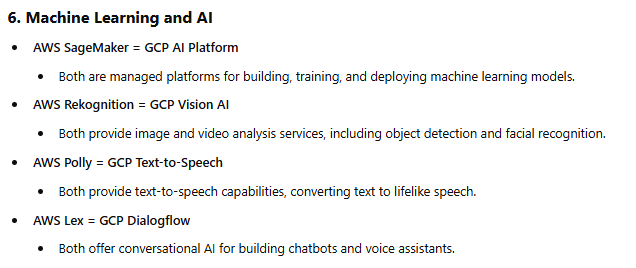 6. Machine Learning and AI
• AWS SageMaker = GCP AI Platform
• Both are managed platforms for building, training, and deploying machine learning models.
• AWS Rekognition = GCP Vision AI
• Both provide image and video analysis services, including object detection and facial recognition.
• AWS Polly = GCP Text-to-Speech
• Both provide text-to-speech capabilities, converting text to lifelike speech.
• AWS Lex = GCP Dialogflow
• Both offer conversational AI for building chatbots and voice assistants.